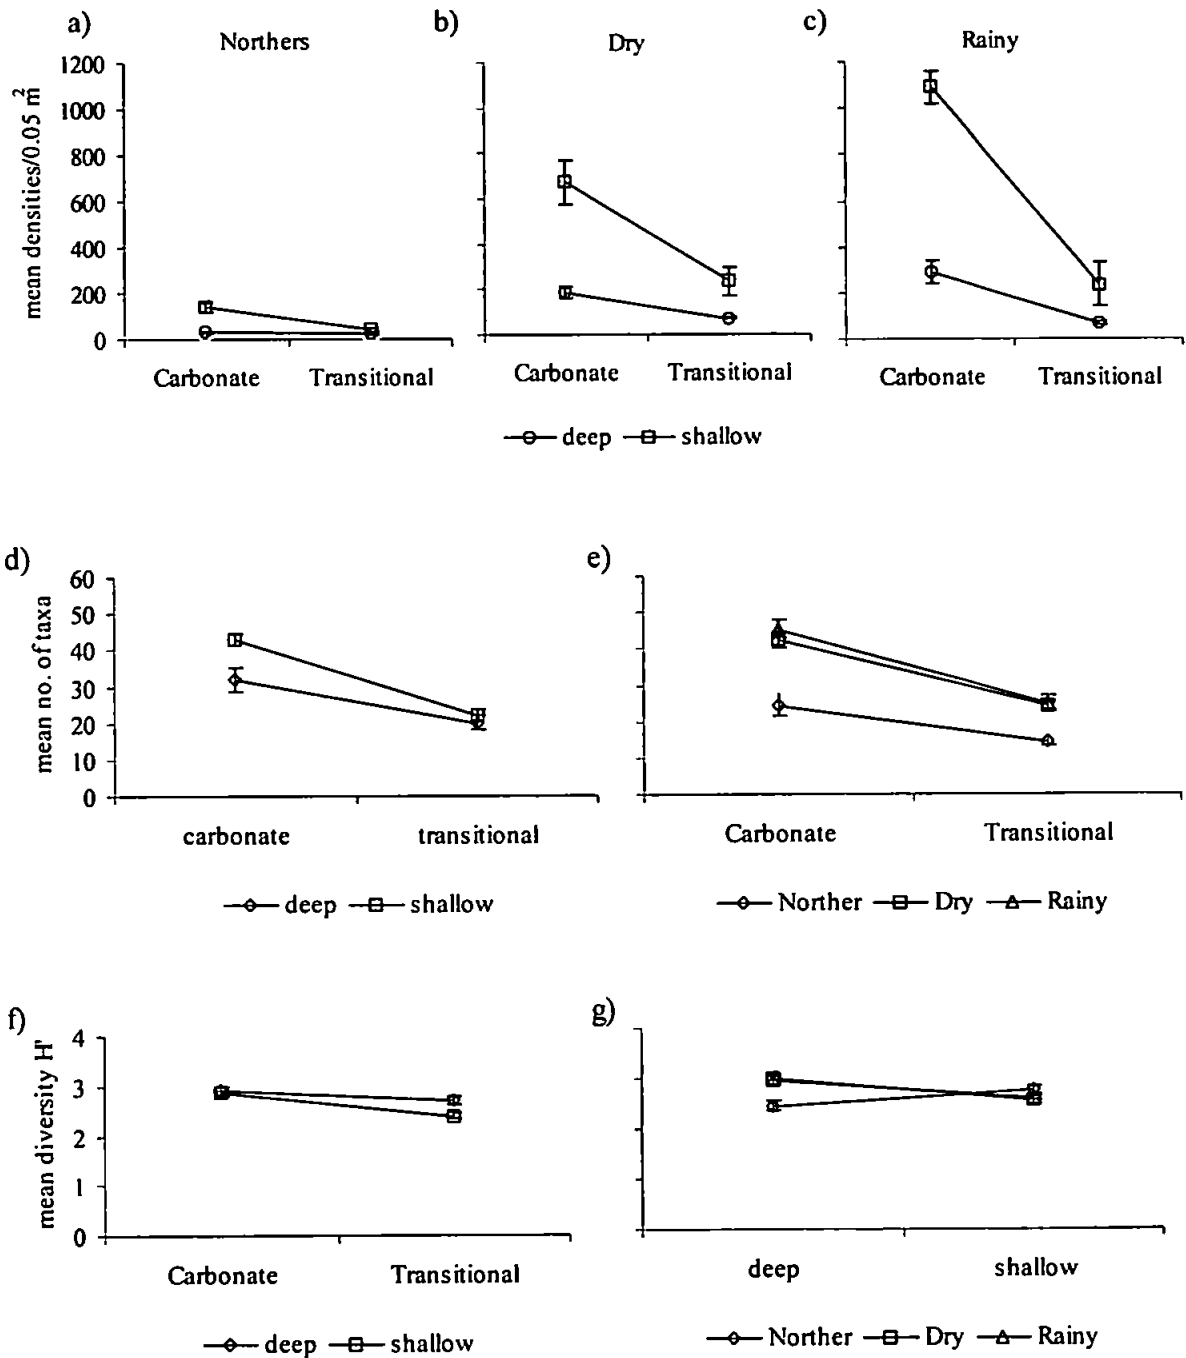 a)
b)
c)
Northers
Dry
Rainy
mean densities/0.05 m²
1200
1000
800
600
400
200
0
Carbonate Transitional
Carbonate Transitional
Carbonate Transitional
deep shallow
d)
e)
mean no. of taxa
60
50
40
30
20
10
0
carbonate transitional
Carbonate Transitional
deep shallow
Norther Dry Rainy
f)
g)
mean diversity H'
4
3
2
1
0
Carbonate Transitional
deep shallow
deep shallow
Norther Dry Rainy